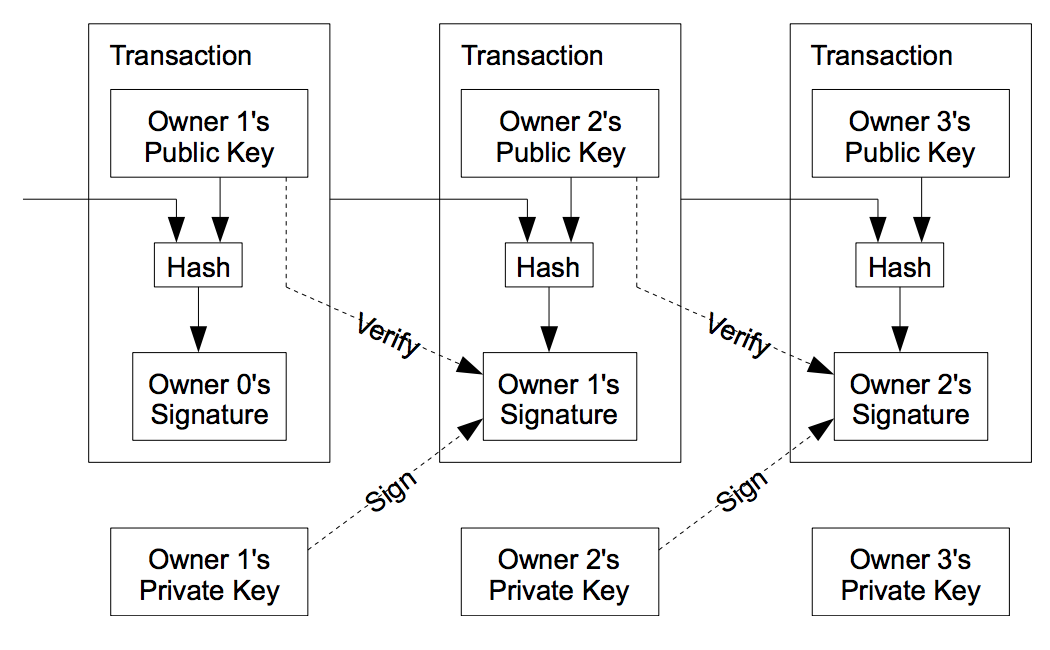 Transaction
Transaction
Transaction
Owner 1's
Public Key
Owner 2's
Public Key
Owner 3's
Public Key
Hash
Hash
Hash
Verify
Verify
Owner 0's
Signature
Owner 1's
Signature
Owner 2's
Signature
Sign
Sign
Owner 1's
Private Key
Owner 2's
Private Key
Owner 3's
Private Key